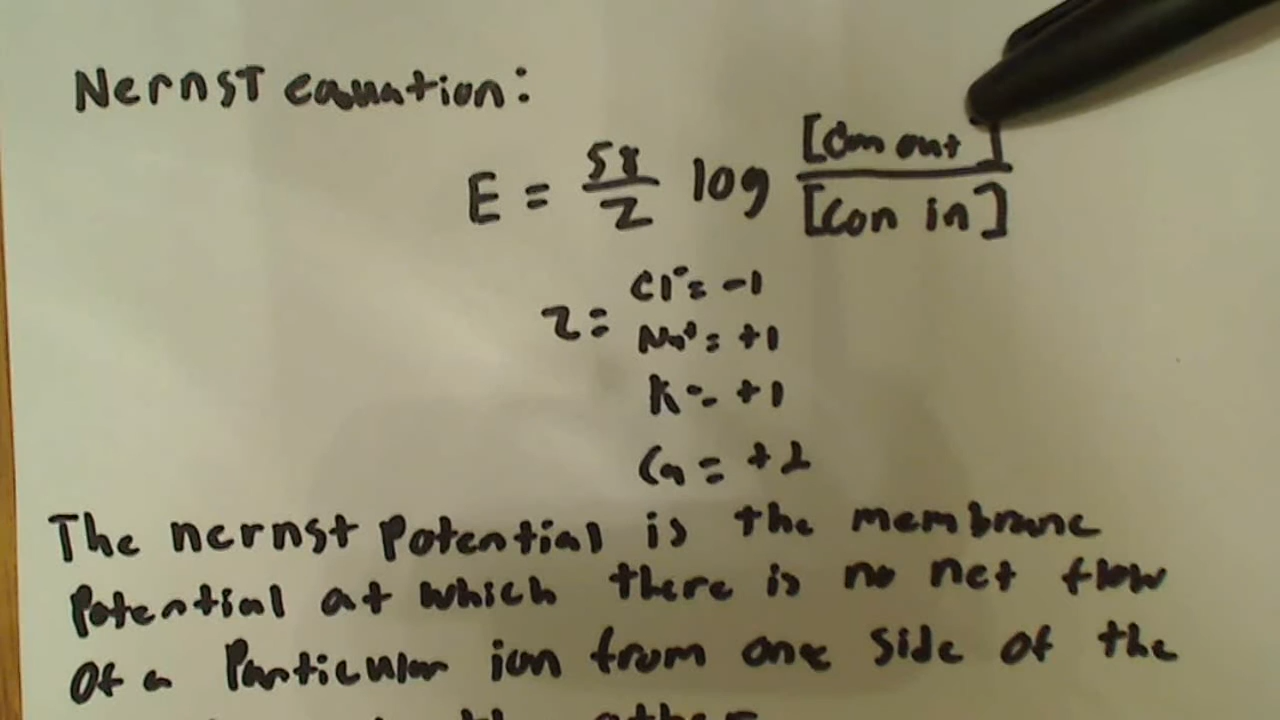 Nernst equation:
E = 58/Z log [Con out]/[Con in]
Z = Cl⁻ = -1
Na⁺ = +1
K = +1
Ca = +2
The nernst potential is the membrane
potential at which there is no net flow
of a particular ion from one side of the
other